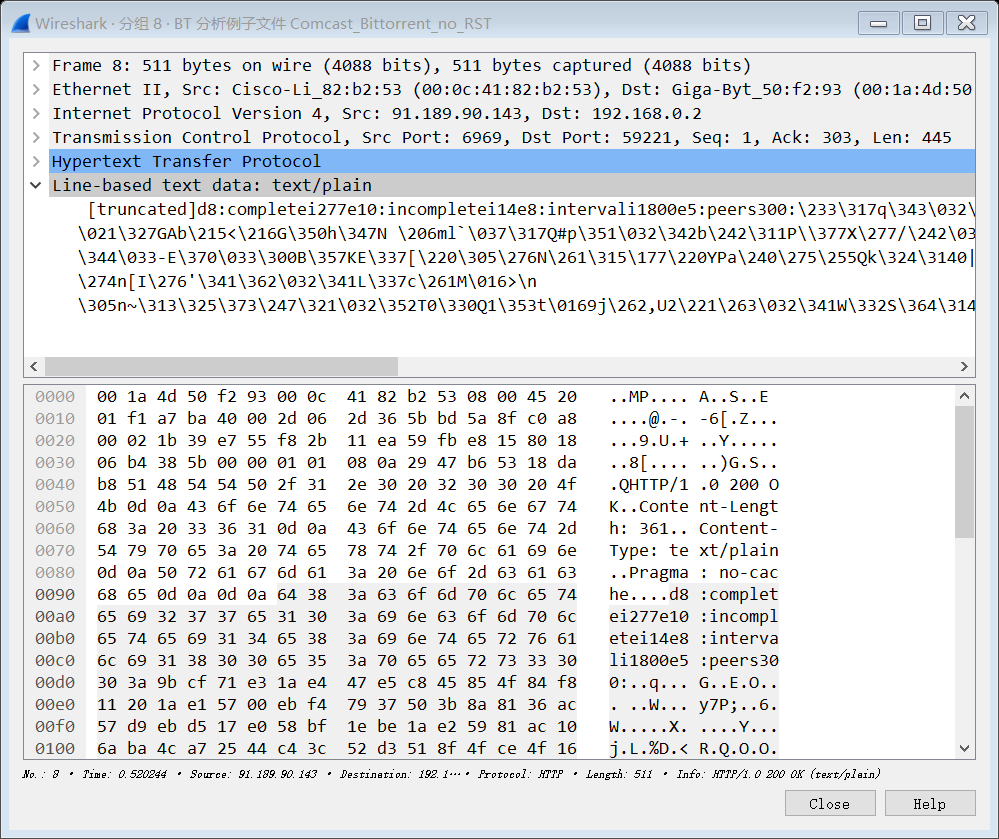 Wireshark · 分组 8 · BT 分析例子文件 Comcast_Bittorrent_no_RST
Frame 8: 511 bytes on wire (4088 bits), 511 bytes captured (4088 bits)
Ethernet II, Src: Cisco-Li_82:b2:53 (00:0c:41:82:b2:53), Dst: Giga-Byt_50:f2:93 (00:1a:4d:50
Internet Protocol Version 4, Src: 91.189.90.143, Dst: 192.168.0.2
Transmission Control Protocol, Src Port: 6969, Dst Port: 59221, Seq: 1, Ack: 303, Len: 445
Hypertext Transfer Protocol
Line-based text data: text/plain
[truncated]d8:completei277e10:incompletei14e8:intervali1800e5:peers300:\233\317q\343\032\
\021\327GAb\215<\216G\350h\347N \206ml`\037\317Q#p\351\032\342b\242\311P\\377X\277/\242\03
\344\033-E\370\033\300B\357KE\337[\220\305\276N\261\315\177\220YPa\240\275\255Qk\324\3140|
\274n[I\276'\341\362\032\341L\337c\261M\016>\n
\305n~\313\325\373\247\321\032\352T0\330Q1\353t\0169j\262,U2\221\263\032\341W\332S\364\314
0000 00 1a 4d 50 f2 93 00 0c 41 82 b2 53 08 00 45 20 ..MP.... A..S..E
0010 01 f1 a7 ba 40 00 2d 06 2d 36 5b bd 5a 8f c0 a8 ....@.-. -6[.Z...
0020 00 02 1b 39 e7 55 f8 2b 11 ea 59 fb e8 15 80 18 ...9.U.+ ..Y.....
0030 06 b4 38 5b 00 00 01 01 08 0a 29 47 b6 53 18 da ..8[.... ..)G.S..
0040 b8 51 48 54 54 50 2f 31 2e 30 20 32 30 30 20 4f .QHTTP/1 .0 200 O
0050 4b 0d 0a 43 6f 6e 74 65 6e 74 2d 4c 65 6e 67 74 K..Conte nt-Lengt
0060 68 3a 20 33 36 31 0d 0a 43 6f 6e 74 65 6e 74 2d h: 361.. Content-
0070 54 79 70 65 3a 20 74 65 78 74 2f 70 6c 61 69 6e Type: te xt/plain
0080 0d 0a 50 72 61 67 6d 61 3a 20 6e 6f 2d 63 61 63 ..Pragma : no-cac
0090 68 65 0d 0a 0d 0a 64 38 3a 63 6f 6d 70 6c 65 74 he....d8 :complet
00a0 65 69 32 37 37 65 31 30 3a 69 6e 63 6f 6d 70 6c ei277e10 :incompl
00b0 65 74 65 69 31 34 65 38 3a 69 6e 74 65 72 76 61 etei14e8 :interva
00c0 6c 69 31 38 30 30 65 35 3a 70 65 65 72 73 33 30 li1800e5 :peers30
00d0 30 3a 9b cf 71 e3 1a e4 47 e5 c8 45 85 4f 84 f8 0:..q... G..E.O..
00e0 11 20 1a e1 57 00 eb f4 79 37 50 3b 8a 81 36 ac . ..W... y7P;..6.
00f0 57 d9 eb d5 17 e0 58 bf 1e be 1a e2 59 81 ac 10 W.....X. ....Y...
0100 6a ba 4c a7 25 44 c4 3c 52 d3 51 8f 4f ce 4f 16 j.L.%D.< R.Q.O.O.
No.: 8 · Time: 0.520244 · Source: 91.189.90.143 · Destination: 192.1⋯ · Protocol: HTTP · Length: 511 · Info: HTTP/1.0 200 OK (text/plain)
Close Help